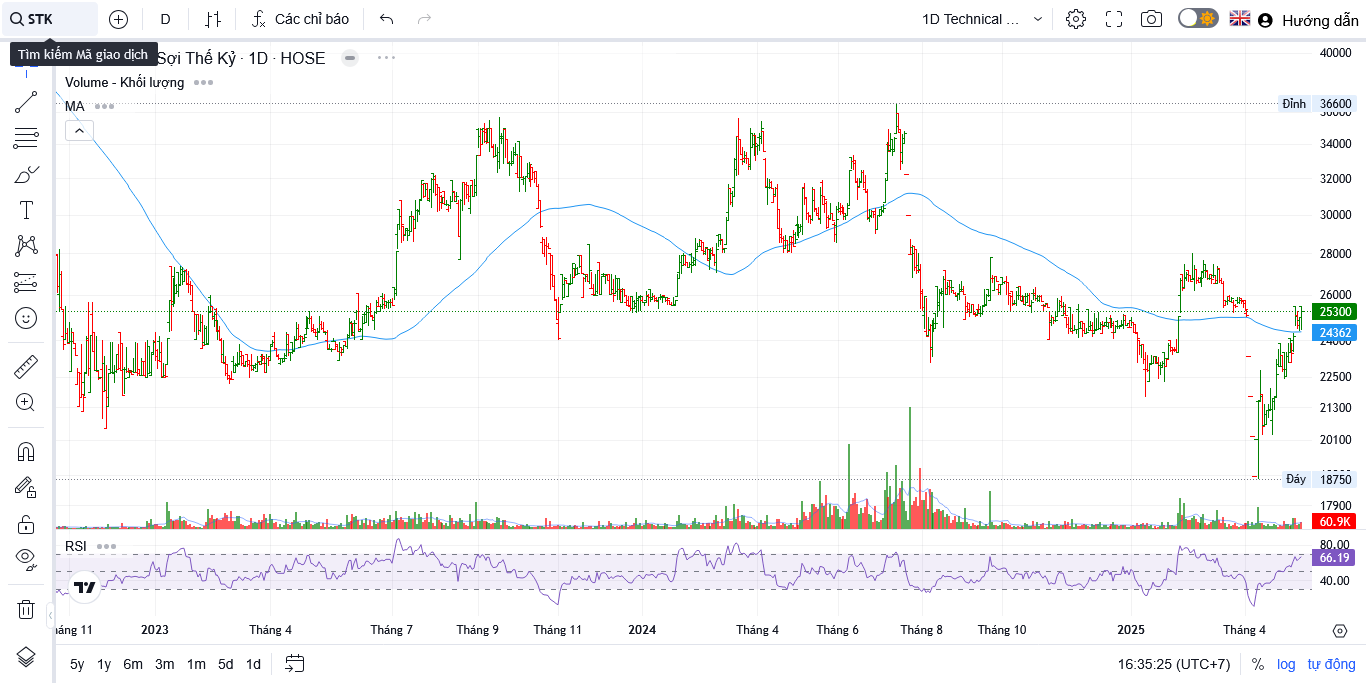 STK
D
Các chỉ báo
1D Technical ...
Hướng dẫn
Tìm kiếm Mã giao dịch
Sợi Thế Kỷ · 1D · HOSE
Volume - Khối lượng
MA
40000
Đỉnh 36600
34000
32000
30000
28000
26000
25300
24362
24000
22500
21300
20100
Đáy 18750
17900
60.9K
RSI
80.00
66.19
40.00
háng 11 2023 Tháng 4 Tháng 7 Tháng 9 Tháng 11 2024 Tháng 4 Tháng 6 Tháng 8 Tháng 10 2025 Tháng 4
5y 1y 6m 3m 1m 5d 1d
16:35:25 (UTC+7) % log tự động